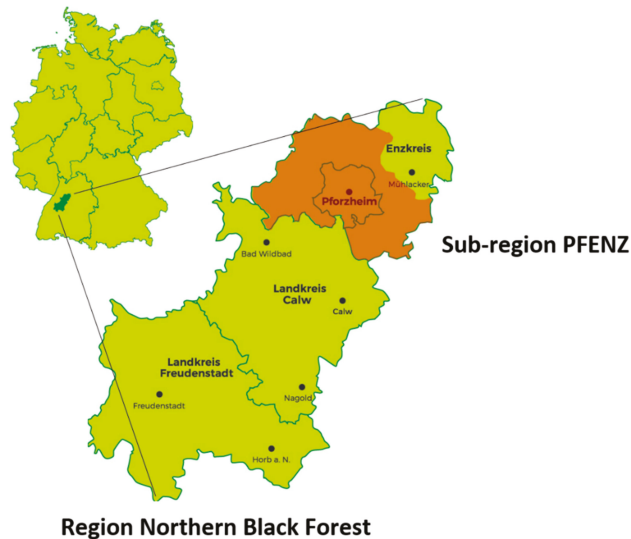 Enzkreis
Mühlacker
Pforzheim
Sub-region PFENZ
Bad Wildbad
Landkreis
Calw
Calw
Landkreis
Freudenstadt
Nagold
Freudenstadt
Horb a. N.
Region Northern Black Forest